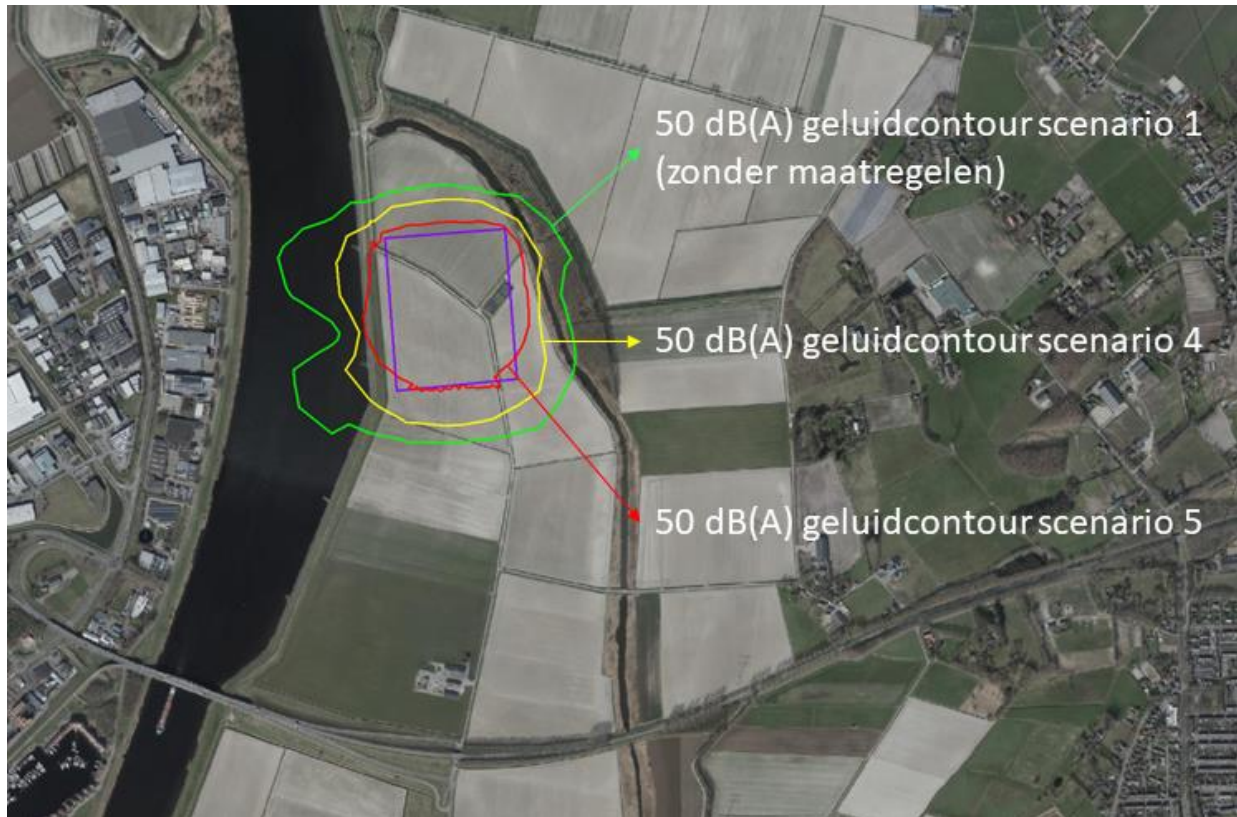 50 dB(A) geluidcontour scenario 1
(zonder maatregelen)
50 dB(A) geluidcontour scenario 4
50 dB(A) geluidcontour scenario 5